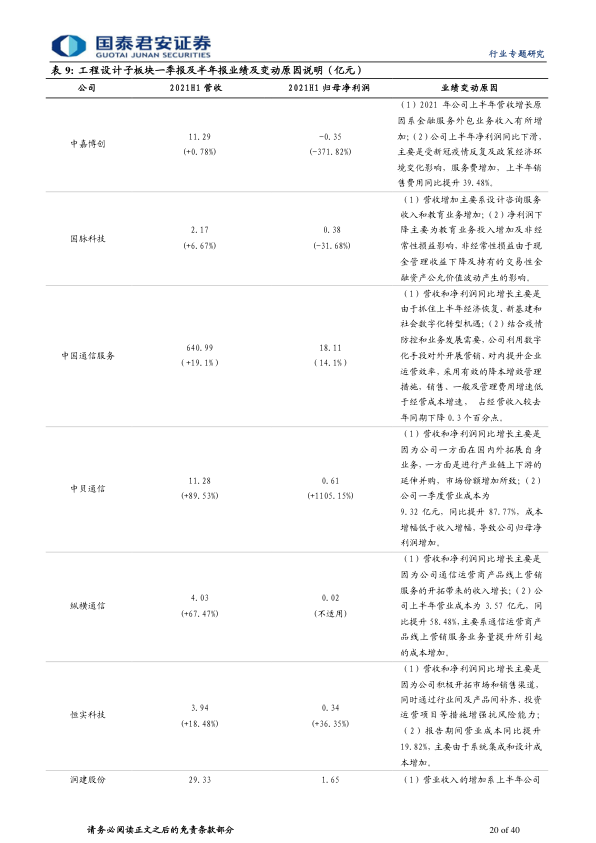 国泰君安证券
GUOTAI JUNAN SECURITIES
行业专题研究
表 9: 工程设计子板块一季报及半年报业绩及变动原因说明（亿元）
公司 2021H1 营收 2021H1 归母净利润 业绩变动原因
中嘉博创
11.29
(+0.78%)
-0.35
(-371.82%)
（1）2021 年公司上半年营收增长原
因系金融服务外包业务收入有所增
加；（2）公司上半年净利润同比下滑，
主要是受新冠疫情反复及政策经济环
境变化影响，服务费增加，上半年销
售费用同比提升 39.48%。
国脉科技
2.17
(+6.67%)
0.38
(-31.68%)
（1）营收增加主要系设计咨询服务
收入和教育业务增加；（2）净利润下
降主要为教育业务投入增加及非经
常性损益影响，非经常性损益由于现
金管理收益下降及持有的交易性金
融资产公允价值波动产生的影响。
中国通信服务
640.99
(+19.1%)
18.11
(14.1%)
（1）营收和净利润同比增长主要是
由于抓住上半年经济恢复，新基建和
社会数字化转型机遇；（2）结合疫情
防控和业务发展需要，公司利用数字
化手段对外开展营销，对内提升企业
运营效率，采用有效的降本增效管理
措施，销售、一般及管理费用增速低
于经营成本增速， 占经营收入较去
年同期下降 0.3 个百分点。
中贝通信
11.28
(+89.53%)
0.61
(+1105.15%)
（1）营收和净利润同比增长主要是
因为公司一方面在国内外拓展自身
业务，一方面是进行产业链上下游的
延伸并购，市场份额增加所致；（2）
公司一季度营业成本为
9.32 亿元，同比提升 87.77%，成本
增幅低于收入增幅，导致公司归母净
利润增加。
纵横通信
4.03
(+67.47%)
0.02
(不适用)
（1）营收和净利润同比增长主要是
因为公司通信运营商产品线上营销
服务的开拓带来的收入增长；（2）公
司上半年营业成本为 3.57 亿元，同
比提升 58.48%，主要系通信运营商产
品线上营销服务业务量提升所引起
的成本增加。
恒实科技
3.94
(+18.48%)
0.34
(+36.35%)
（1）营收和净利润同比增长主要是
因为公司积极开拓市场和销售渠道，
同时通过行业间及产品间补齐、投资
运营项目等措施增强抗风险能力；
（2）报告期间营业成本同比提升
19.82%，主要由于系统集成和设计成
本增加。
润建股份 29.33 1.65 （1）营业收入的增加系上半年公司
请务必阅读正文之后的免责条款部分
20 of 40